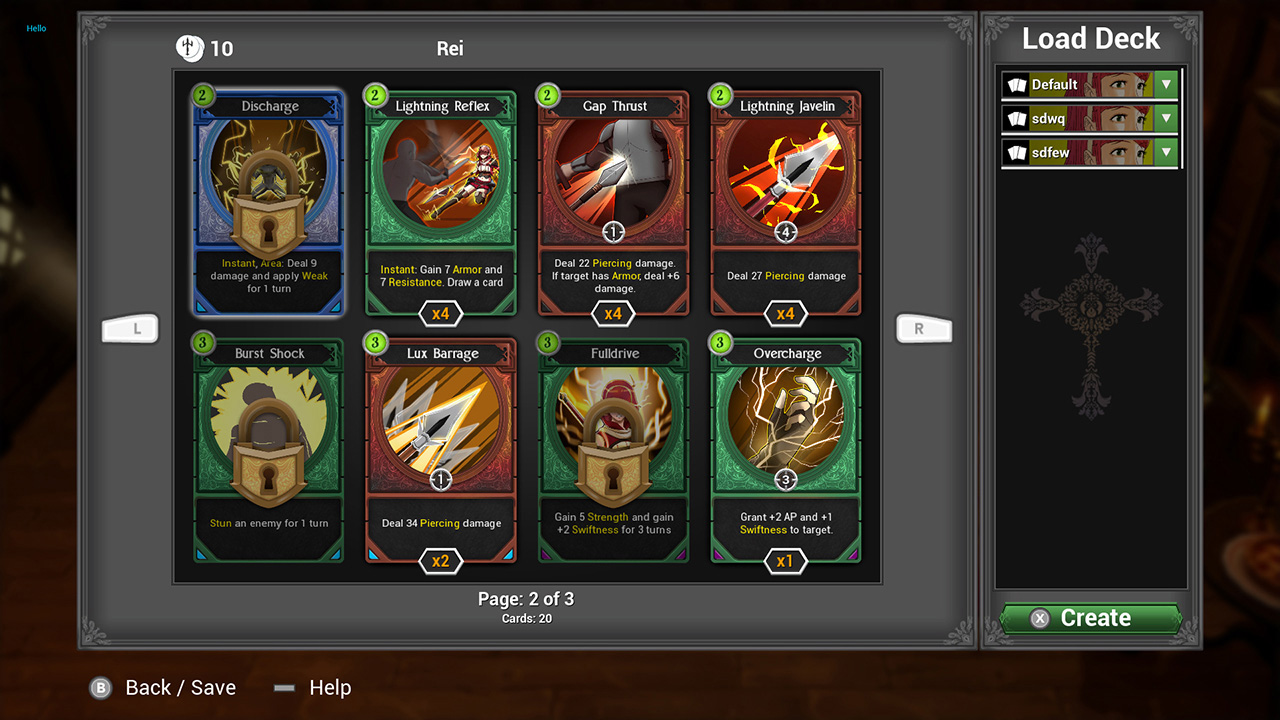 Hello
10
Rei
Load Deck
Default
sdwq
sdfew
2
Discharge
Instant, Area: Deal 9
damage and apply Weak
for 1 turn
2
Lightning Reflex
Instant: Gain 7 Armor and
7 Resistance. Draw a card
x4
2
Gap Thrust
1
Deal 22 Piercing damage.
If target has Armor, deal +6
damage.
x4
2
Lightning Javelin
4
Deal 27 Piercing damage
x4
L
R
3
Burst Shock
Stun an enemy for 1 turn
3
Lux Barrage
1
Deal 34 Piercing damage
x2
3
Fulldrive
Gain 5 Strength and gain
+2 Swiftness for 3 turns
3
Overcharge
3
Grant +2 AP and +1
Swiftness to target.
x1
Page: 2 of 3
Cards: 20
X Create
B Back / Save
Help